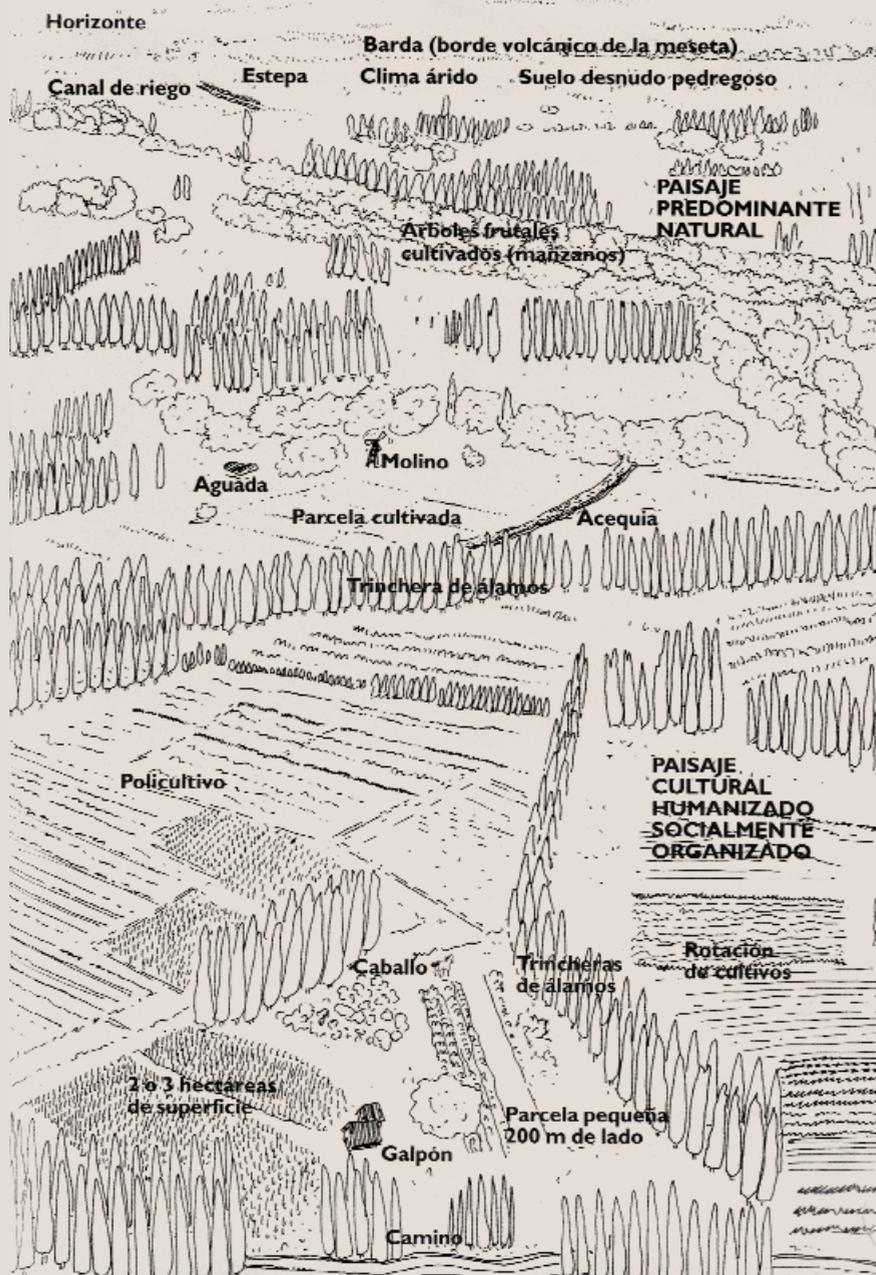 Horizonte
Barda (borde volcánico de la meseta)
Canal de riego
Estepa
Clima árido
Suelo desnudo pedregoso
PAISAJE
PREDOMINANTE
NATURAL
Árboles frutales
cultivados (manzanos)
Molino
Aguada
Parcela cultivada
Acequia
Trinchera de álamos
Policultivo
PAISAJE
CULTURAL
HUMANIZADO
SOCIALMENTE
ORGANIZADO
Caballo
Trincheras
de álamos
Rotación
de cultivos
2 o 3 hectáreas
de superficie
Parcela pequeña
200 m de lado
Galpón
Camino